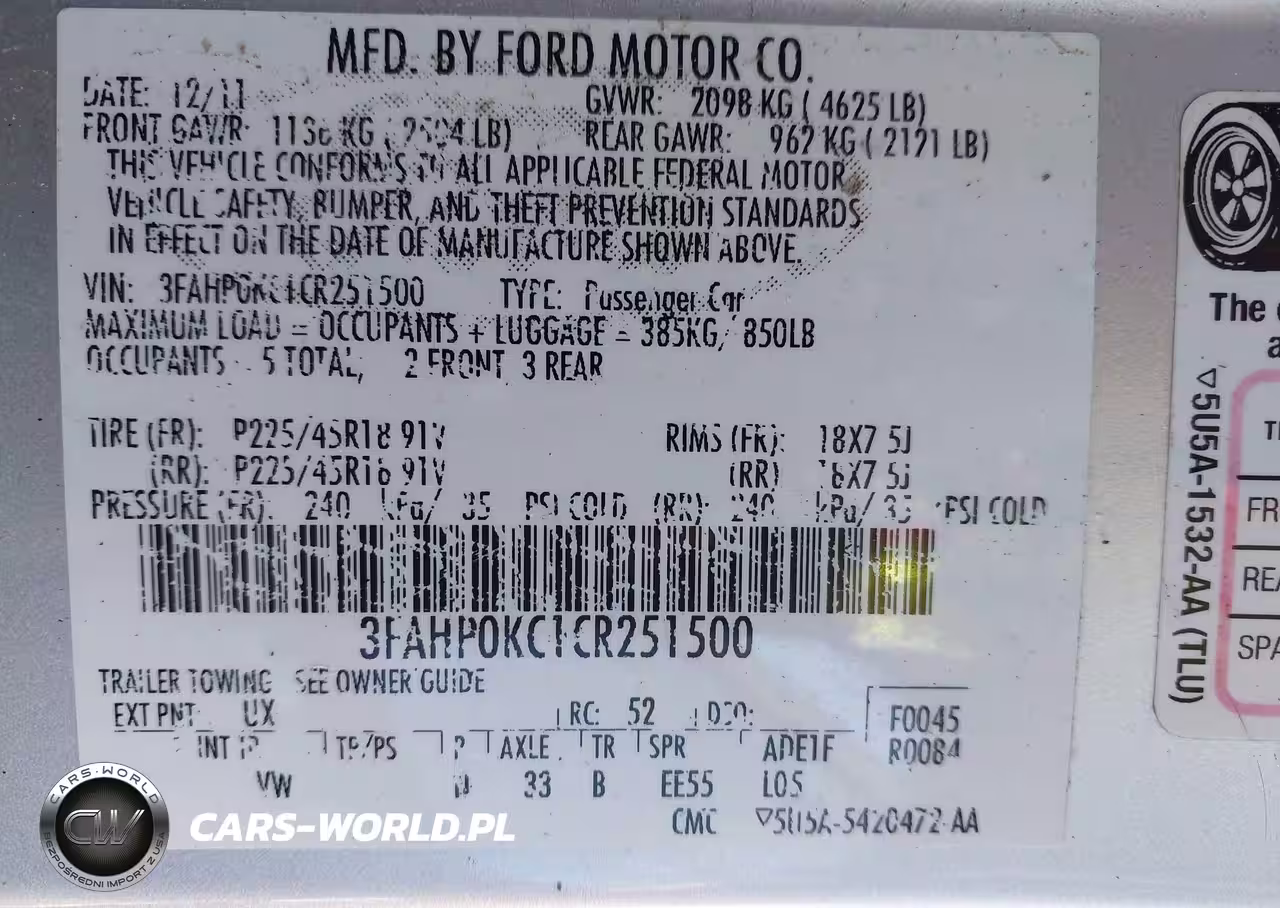 MFD. BY FORD MOTOR CO.
DATE: 12/11
GVWR: 2098 KG ( 4625 LB)
FRONT GAWR: 1136 KG ( 2504 LB)
REAR GAWR: 962 KG ( 2121 LB)
THIS VEHICLE CONFORMS TO ALL APPLICABLE FEDERAL MOTOR
VEHICLE SAFETY, BUMPER, AND THEFT PREVENTION STANDARDS
IN EFFECT ON THE DATE OF MANUFACTURE SHOWN ABOVE.
VIN: 3FAHP0KC1CR251500 TYPE: Passenger Car
MAXIMUM LOAD = OCCUPANTS + LUGGAGE = 385KG/ 850LB
OCCUPANTS - 5 TOTAL, 2 FRONT 3 REAR
TIRE (FR): P225/45R18 91V RIMS (FR): 18X7.5J
(RR): P225/45R18 91V (RR) 18X7.5J
PRESSURE (FR): 240 kPa/ 35 PSI COLD (RR): 240 kPa/ 35 PSI COLD
3FAHP0KC1CR251500
TRAILER TOWING SEE OWNER GUIDE
EXT PNT: UX RC: 52 DSO:
F0045
INT TP/PS R AXLE TR SPR
R0084
VW 33 B EE55
CMC ▽5U5A-5420472-AA
The
▽5U5A-1532-AA (TLU)
FR
REA
SPA
CARS-WORLD
CW
BEZPOŚREDNI IMPORT Z USA
CARS-WORLD.PL